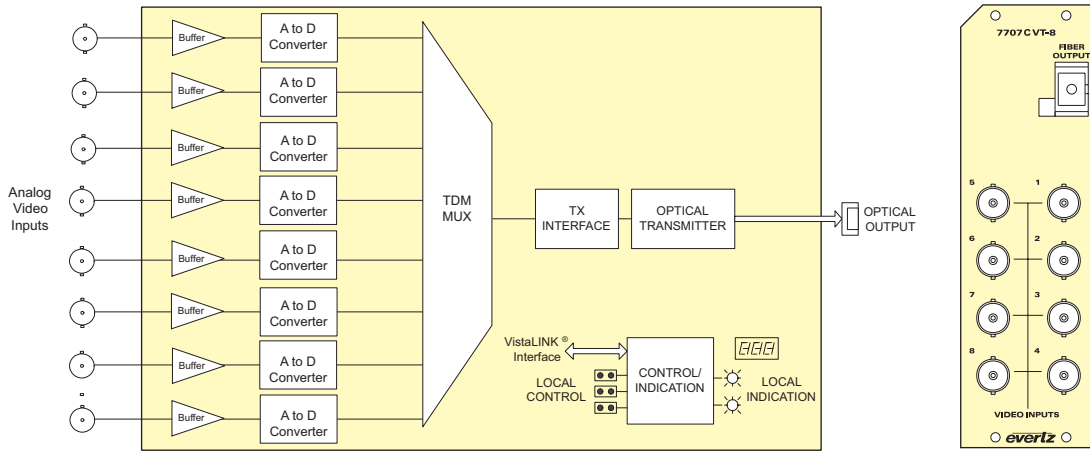 Analog
Video
Inputs
Buffer
A to D
Converter
Buffer
A to D
Converter
Buffer
A to D
Converter
Buffer
A to D
Converter
Buffer
A to D
Converter
Buffer
A to D
Converter
Buffer
A to D
Converter
Buffer
A to D
Converter
TDM
MUX
TX
INTERFACE
OPTICAL
TRANSMITTER
OPTICAL
OUTPUT
VistaLINK ®
Interface
LOCAL
CONTROL
CONTROL/
INDICATION
888
LOCAL
INDICATION
7707CVT-8
FIBER
OUTPUT
5 1
6 2
7 3
8 4
VIDEO INPUTS
evertz